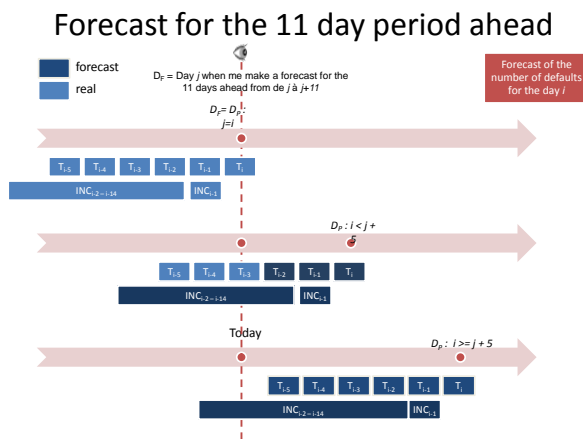 Forecast for the 11 day period ahead
forecast
real
D_F = Day j when me make a forecast for the
11 days ahead from de j à j+11
Forecast of the
number of defaults
for the day i
D_F= D_P :
j=i
T_i-5 T_i-4 T_i-3 T_i-2 T_i-1 T_i
INC_i-2 – i-14 INC_i-1
D_P : i < j +
5
T_i-5 T_i-4 T_i-3 T_i-2 T_i-1 T_i
INC_i-2 – i-14 INC_i-1
Today
D_P : i >= j + 5
T_i-5 T_i-4 T_i-3 T_i-2 T_i-1 T_i
INC_i-2 – i-14 INC_i-1